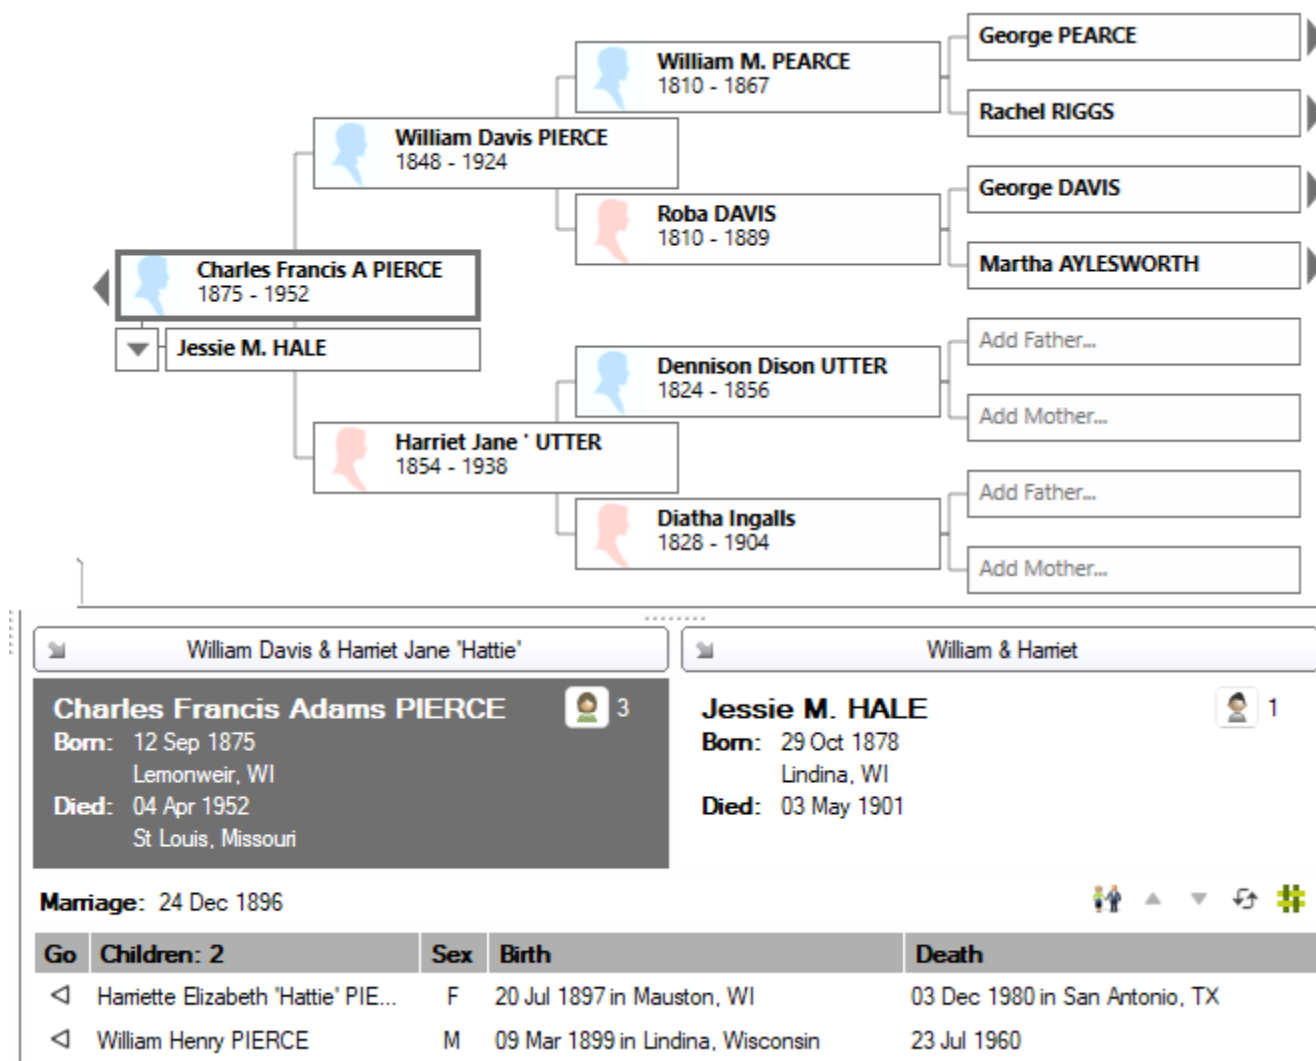 George PEARCE
William M. PEARCE
1810 - 1867
Rachel RIGGS
William Davis PIERCE
1848 - 1924
George DAVIS
Roba DAVIS
1810 - 1889
Martha AYLESWORTH
Charles Francis A PIERCE
1875 - 1952
Jessie M. HALE
Add Father...
Dennison Dison UTTER
1824 - 1856
Add Mother...
Harriet Jane ' UTTER
1854 - 1938
Add Father...
Diatha Ingalls
1828 - 1904
Add Mother...
William Davis & Harriet Jane 'Hattie'
William & Harriet
Charles Francis Adams PIERCE 3
Born: 12 Sep 1875
Lemonweir, WI
Died: 04 Apr 1952
St Louis, Missouri
Jessie M. HALE 1
Born: 29 Oct 1878
Lindina, WI
Died: 03 May 1901
Marriage: 24 Dec 1896
Go Children: 2 Sex Birth Death
Harriette Elizabeth 'Hattie' PIE... F 20 Jul 1897 in Mauston, WI 03 Dec 1980 in San Antonio, TX
William Henry PIERCE M 09 Mar 1899 in Lindina, Wisconsin 23 Jul 1960